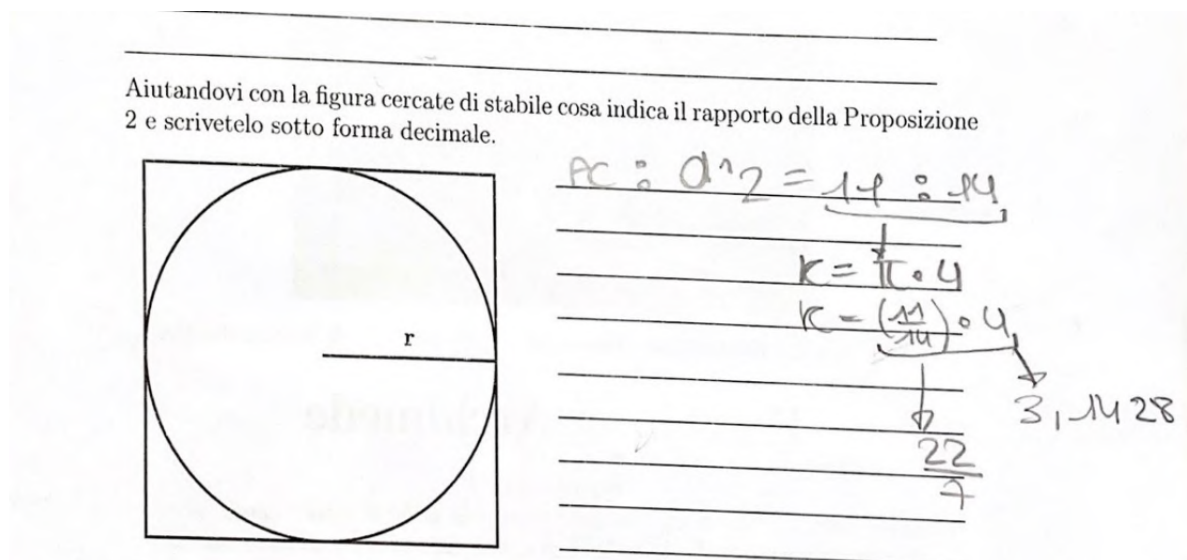 Aiutandovi con la figura cercate di stabile cosa indica il rapporto della Proposizione
2 e scrivetelo sotto forma decimale.
AC : d^2 = 11 : 14
r
K = π • 4
K = (11/14) • 4
3,1428
22/7